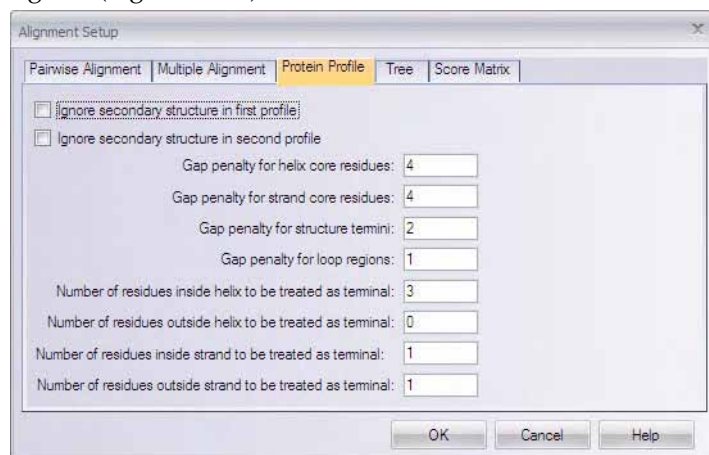 Alignment Setup
Pairwise Alignment Multiple Alignment Protein Profile Tree Score Matrix
Ignore secondary structure in first profile
Ignore secondary structure in second profile
Gap penalty for helix core residues: 4
Gap penalty for strand core residues: 4
Gap penalty for structure termini: 2
Gap penalty for loop regions: 1
Number of residues inside helix to be treated as terminal: 3
Number of residues outside helix to be treated as terminal: 0
Number of residues inside strand to be treated as terminal: 1
Number of residues outside strand to be treated as terminal: 1
OK Cancel Help